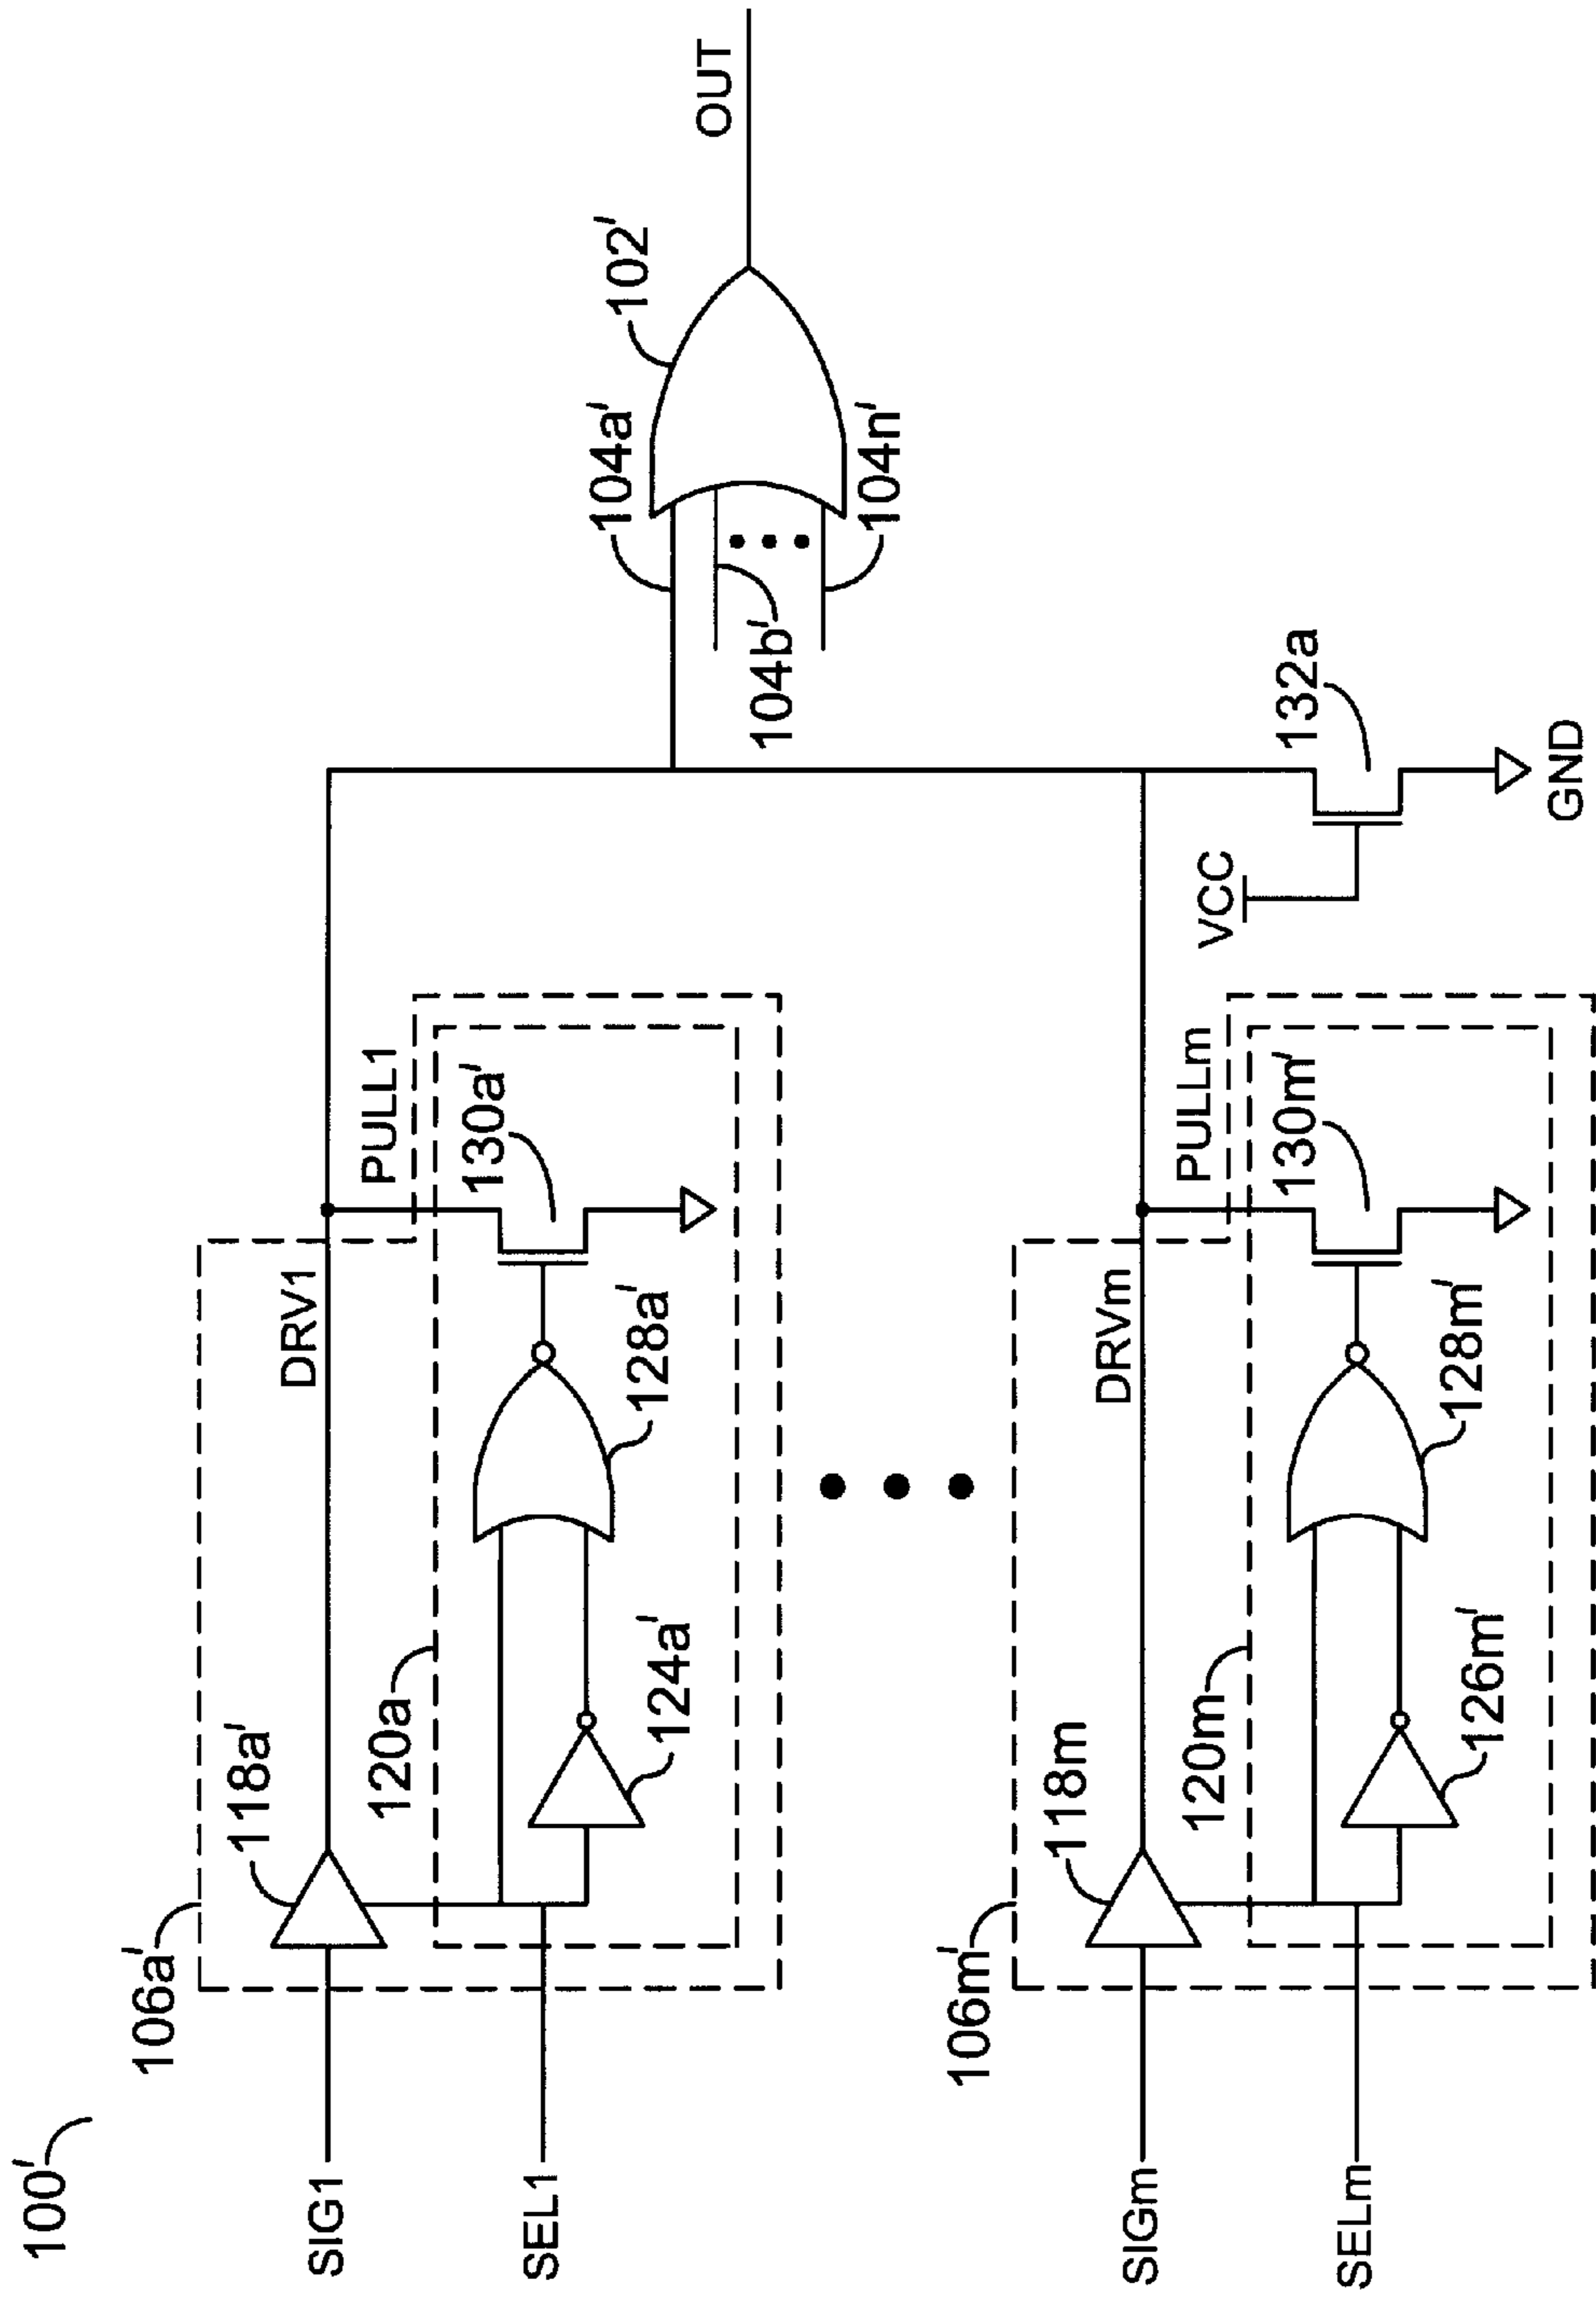 100'
106a'
118a'
SIG1
SEL1
120a
124a'
128a'
DRV1
PULL1
130a'
106m'
118m
SIGm
SELm
120m
126m'
128m'
DRVm
PULLm
130m'
VCC
132a
GND
104a'
104b'
104n'
102'
OUT